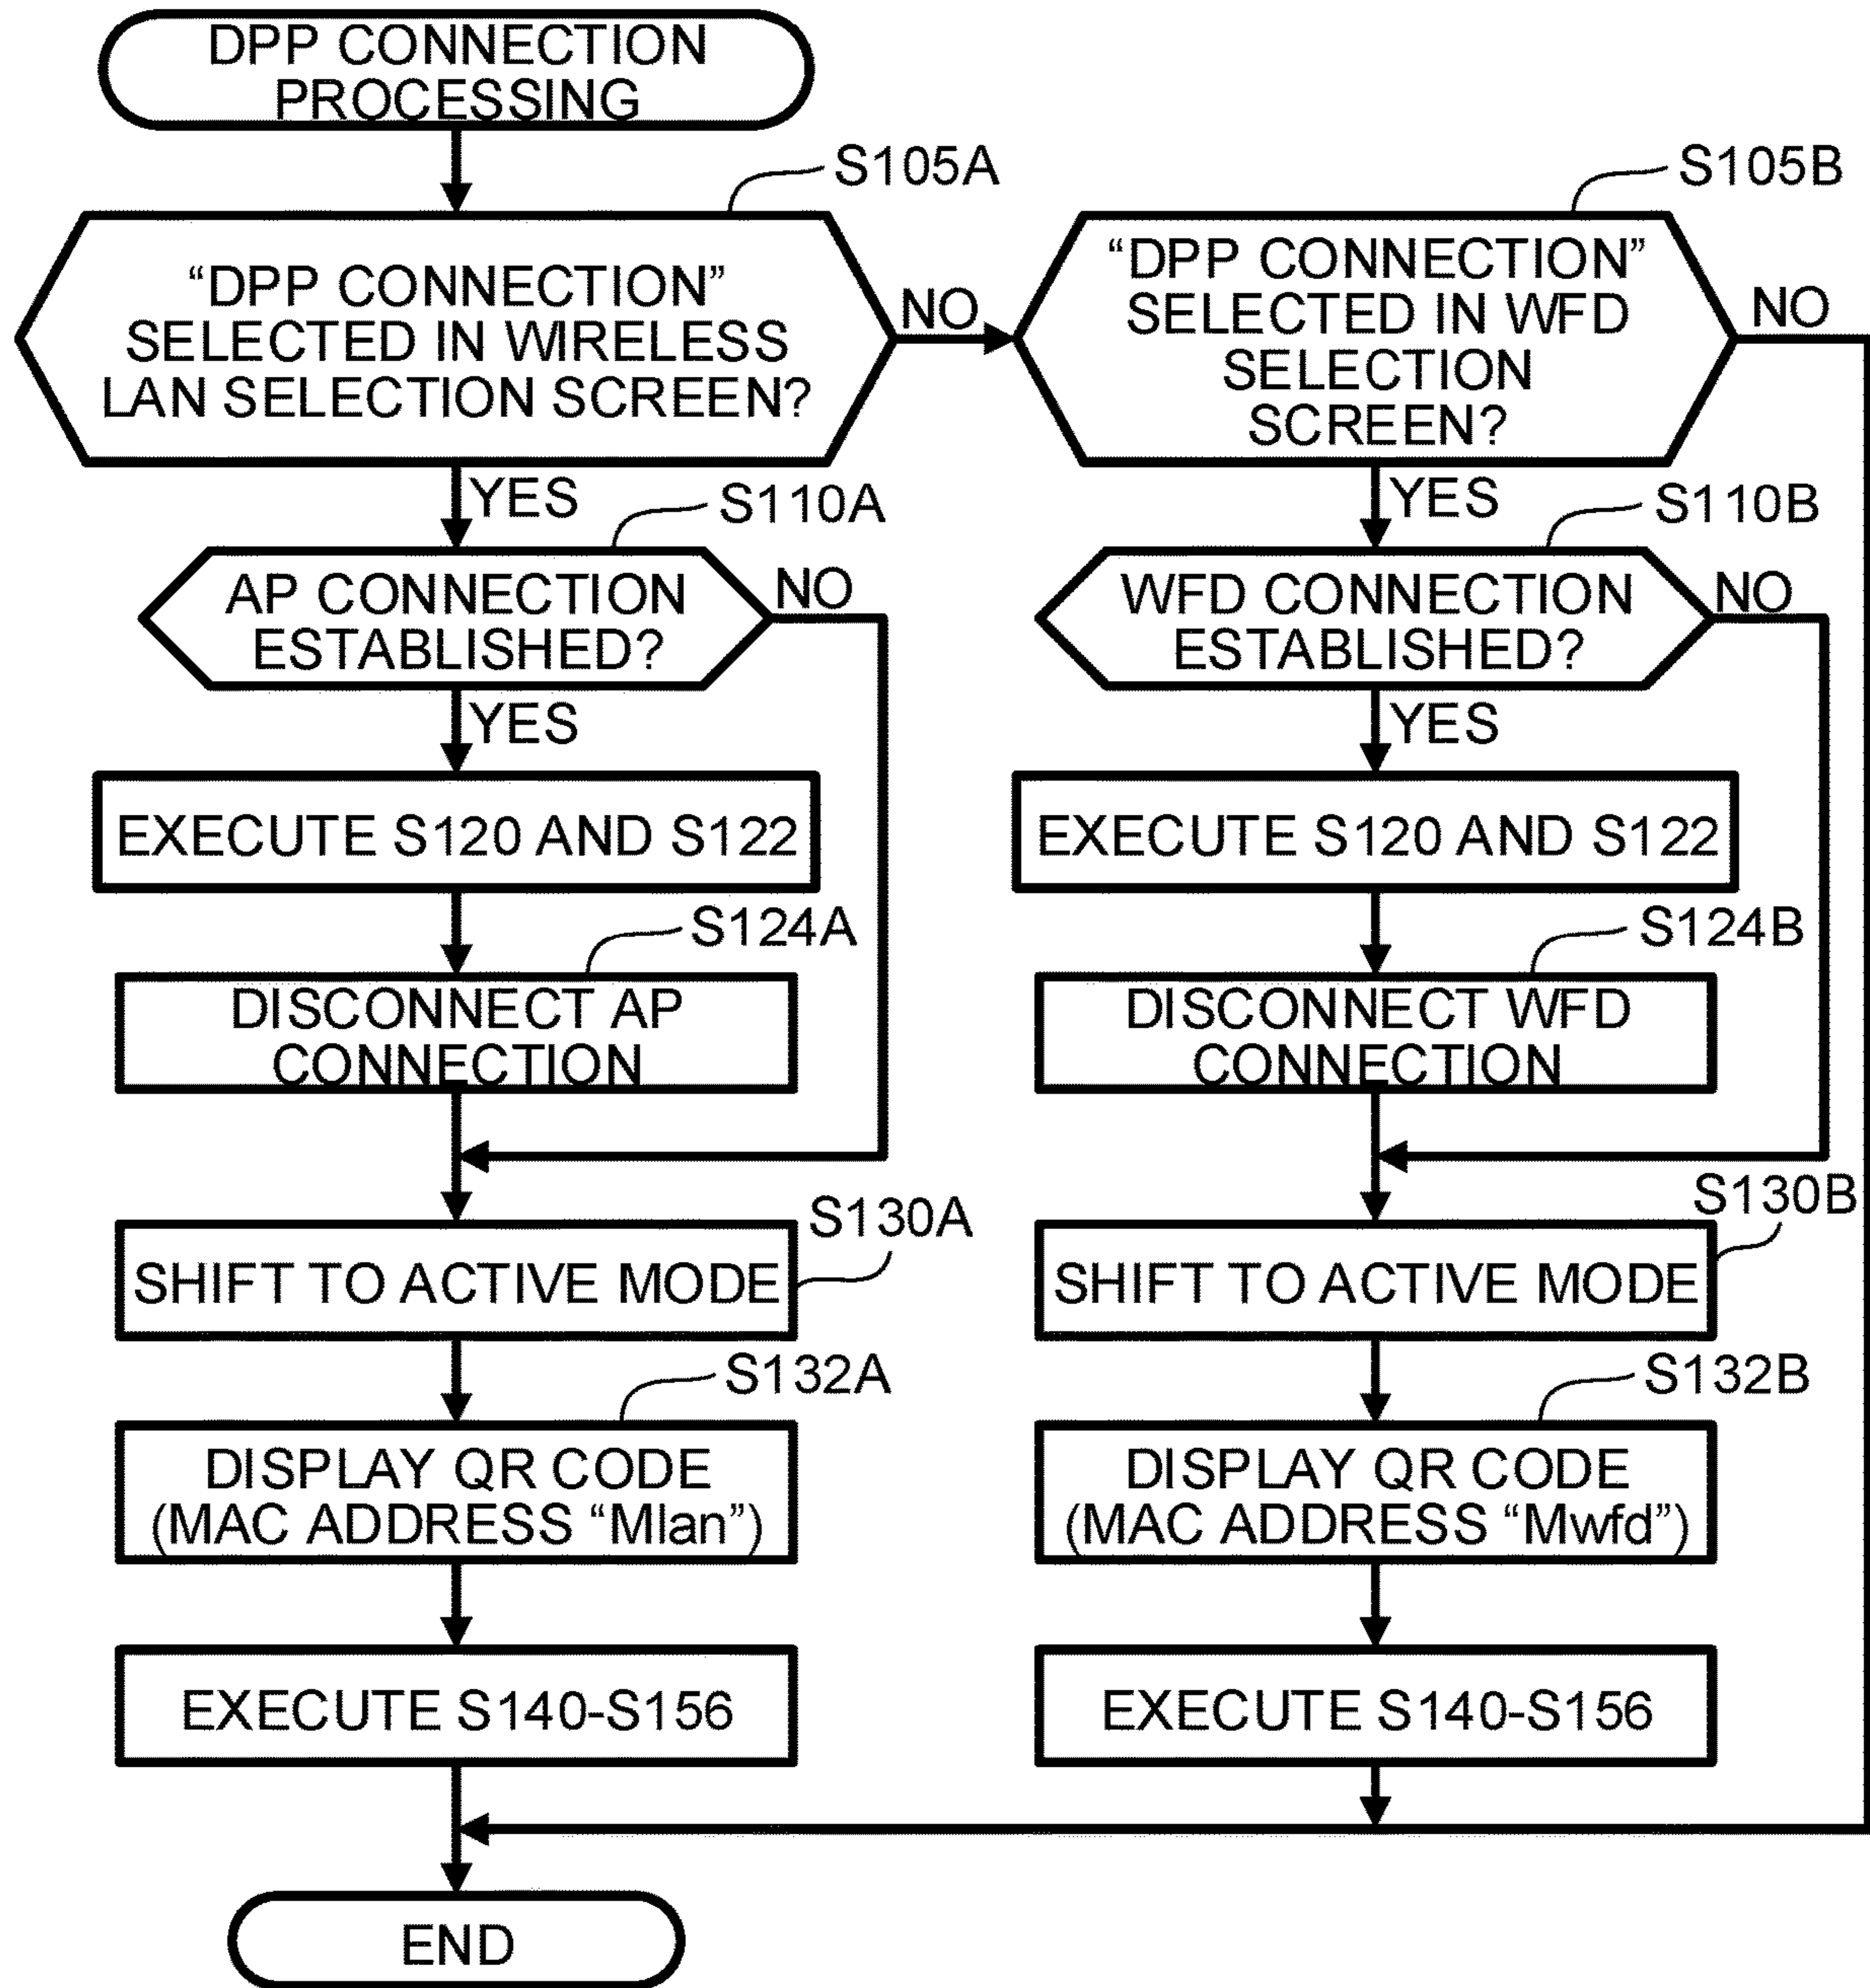 DPP CONNECTION
PROCESSING
S105A
S105B
“DPP CONNECTION”
SELECTED IN WIRELESS
LAN SELECTION SCREEN?
NO
“DPP CONNECTION”
SELECTED IN WFD
SELECTION
SCREEN?
NO
YES
S110A
YES
S110B
AP CONNECTION
ESTABLISHED?
NO
WFD CONNECTION
ESTABLISHED?
NO
YES
YES
EXECUTE S120 AND S122
EXECUTE S120 AND S122
S124A
S124B
DISCONNECT AP
CONNECTION
DISCONNECT WFD
CONNECTION
S130A
S130B
SHIFT TO ACTIVE MODE
SHIFT TO ACTIVE MODE
S132A
S132B
DISPLAY QR CODE
(MAC ADDRESS “Mlan”)
DISPLAY QR CODE
(MAC ADDRESS “Mwfd”)
EXECUTE S140-S156
EXECUTE S140-S156
END